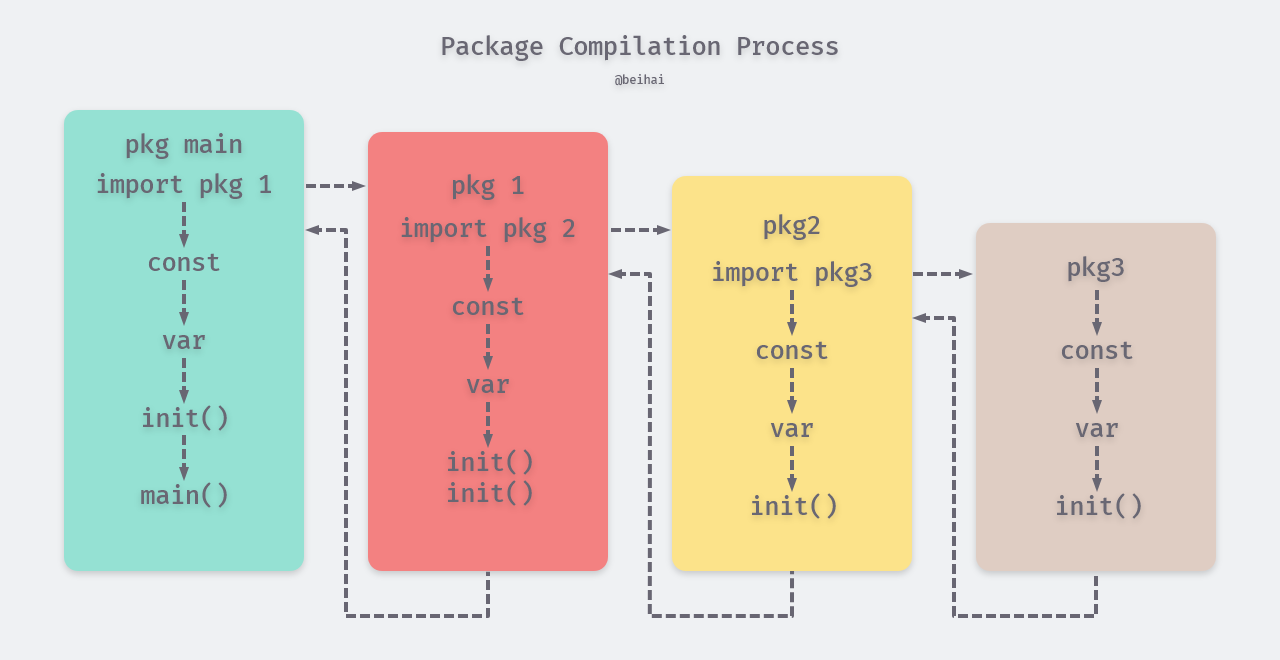 Package Compilation Process
@beihai
pkg main
import pkg 1
const
var
init()
main()
pkg 1
import pkg 2
const
var
init()
init()
pkg2
import pkg3
const
var
init()
pkg3
const
var
init()